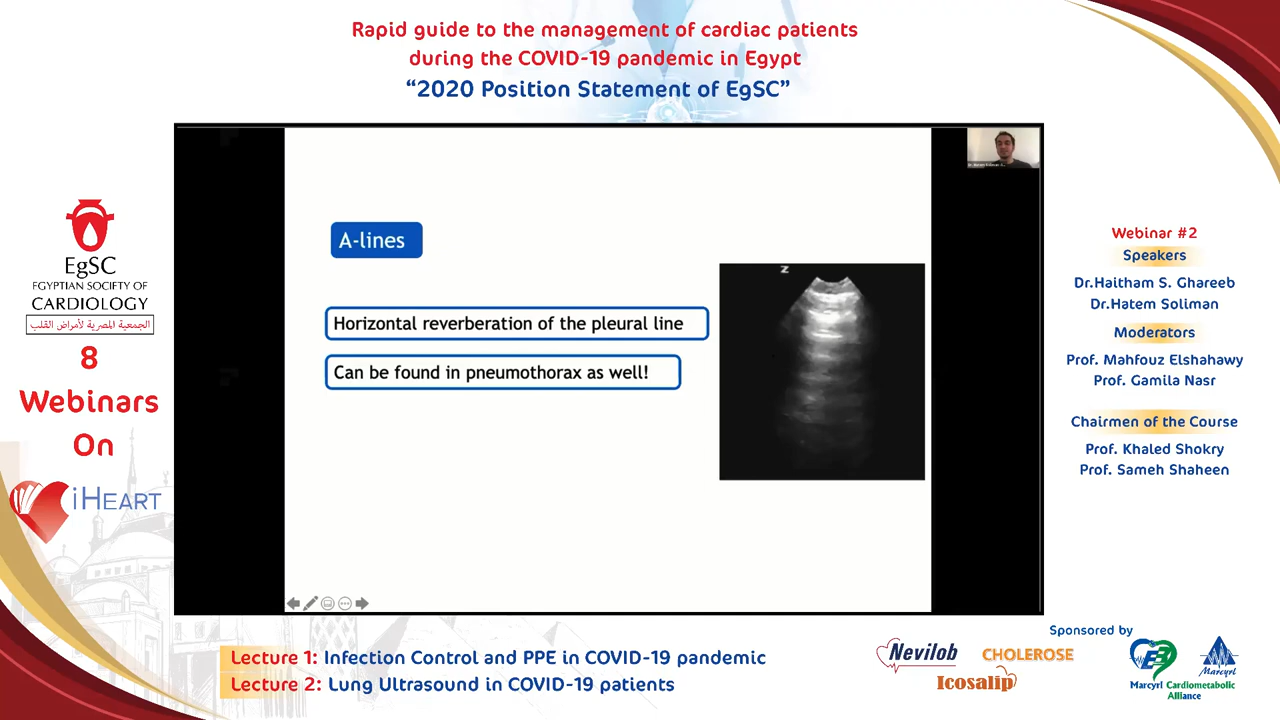 Rapid guide to the management of cardiac patients
during the COVID-19 pandemic in Egypt
“2020 Position Statement of EgSC”
EgSC
EGYPTIAN SOCIETY OF
CARDIOLOGY
الجمعية المصرية لأمراض القلب
8
Webinars
On
iHEART
A-lines
Horizontal reverberation of the pleural line
Can be found in pneumothorax as well!
Z
Webinar #2
Speakers
Dr.Haitham S. Ghareeb
Dr.Hatem Soliman
Moderators
Prof. Mahfouz Elshahawy
Prof. Gamila Nasr
Chairmen of the Course
Prof. Khaled Shokry
Prof. Sameh Shaheen
Lecture 1: Infection Control and PPE in COVID-19 pandemic
Lecture 2: Lung Ultrasound in COVID-19 patients
Sponsored by
Nevilob
CHOLEROSE
Icosalip
Marcyrl
Marcyrl Cardiometabolic
Alliance